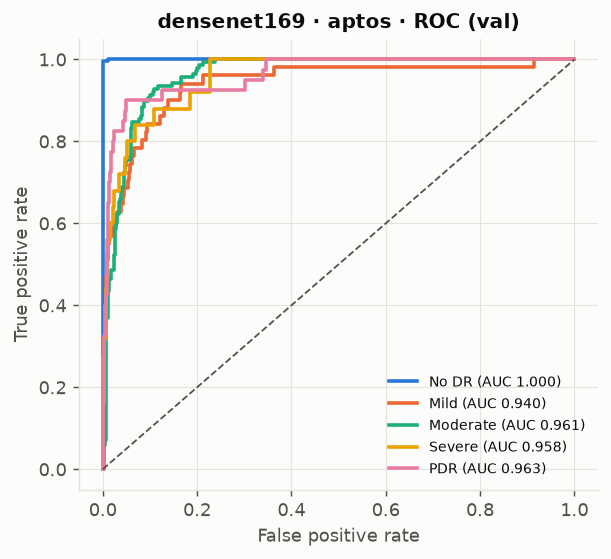 densenet169 · aptos · ROC (val)
True positive rate
1.0
0.8
0.6
0.4
0.2
0.0
No DR (AUC 1.000)
Mild (AUC 0.940)
Moderate (AUC 0.961)
Severe (AUC 0.958)
PDR (AUC 0.963)
0.0 0.2 0.4 0.6 0.8 1.0
False positive rate